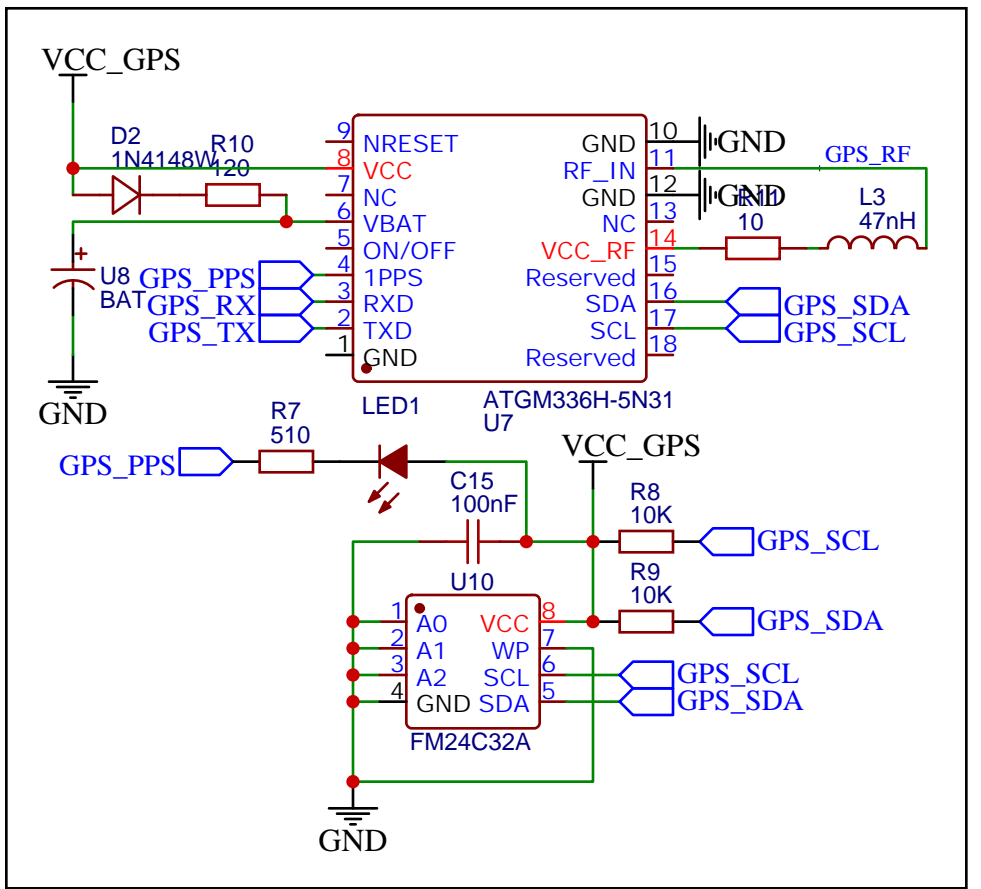 VCC_GPS
D2
1N4148W
R10
120
9 NRESET
8 VCC
7 NC
6 VBAT
5 ON/OFF
4 1PPS
3 RXD
2 TXD
1 GND
GND 10
RF_IN 11
GND 12
NC 13
VCC_RF 14
Reserved 15
SDA 16
SCL 17
Reserved 18
GND
GPS_RF
GND
R11
10
L3
47nH
+
U8
BAT
GPS_PPS
GPS_RX
GPS_TX
GPS_SDA
GPS_SCL
GND
LED1
ATGM336H-5N31
U7
R7
510
GPS_PPS
VCC_GPS
C15
100nF
R8
10K
GPS_SCL
R9
10K
GPS_SDA
U10
1 A0
2 A1
3 A2
4 GND
VCC 8
WP 7
SCL 6
SDA 5
GPS_SCL
GPS_SDA
FM24C32A
GND